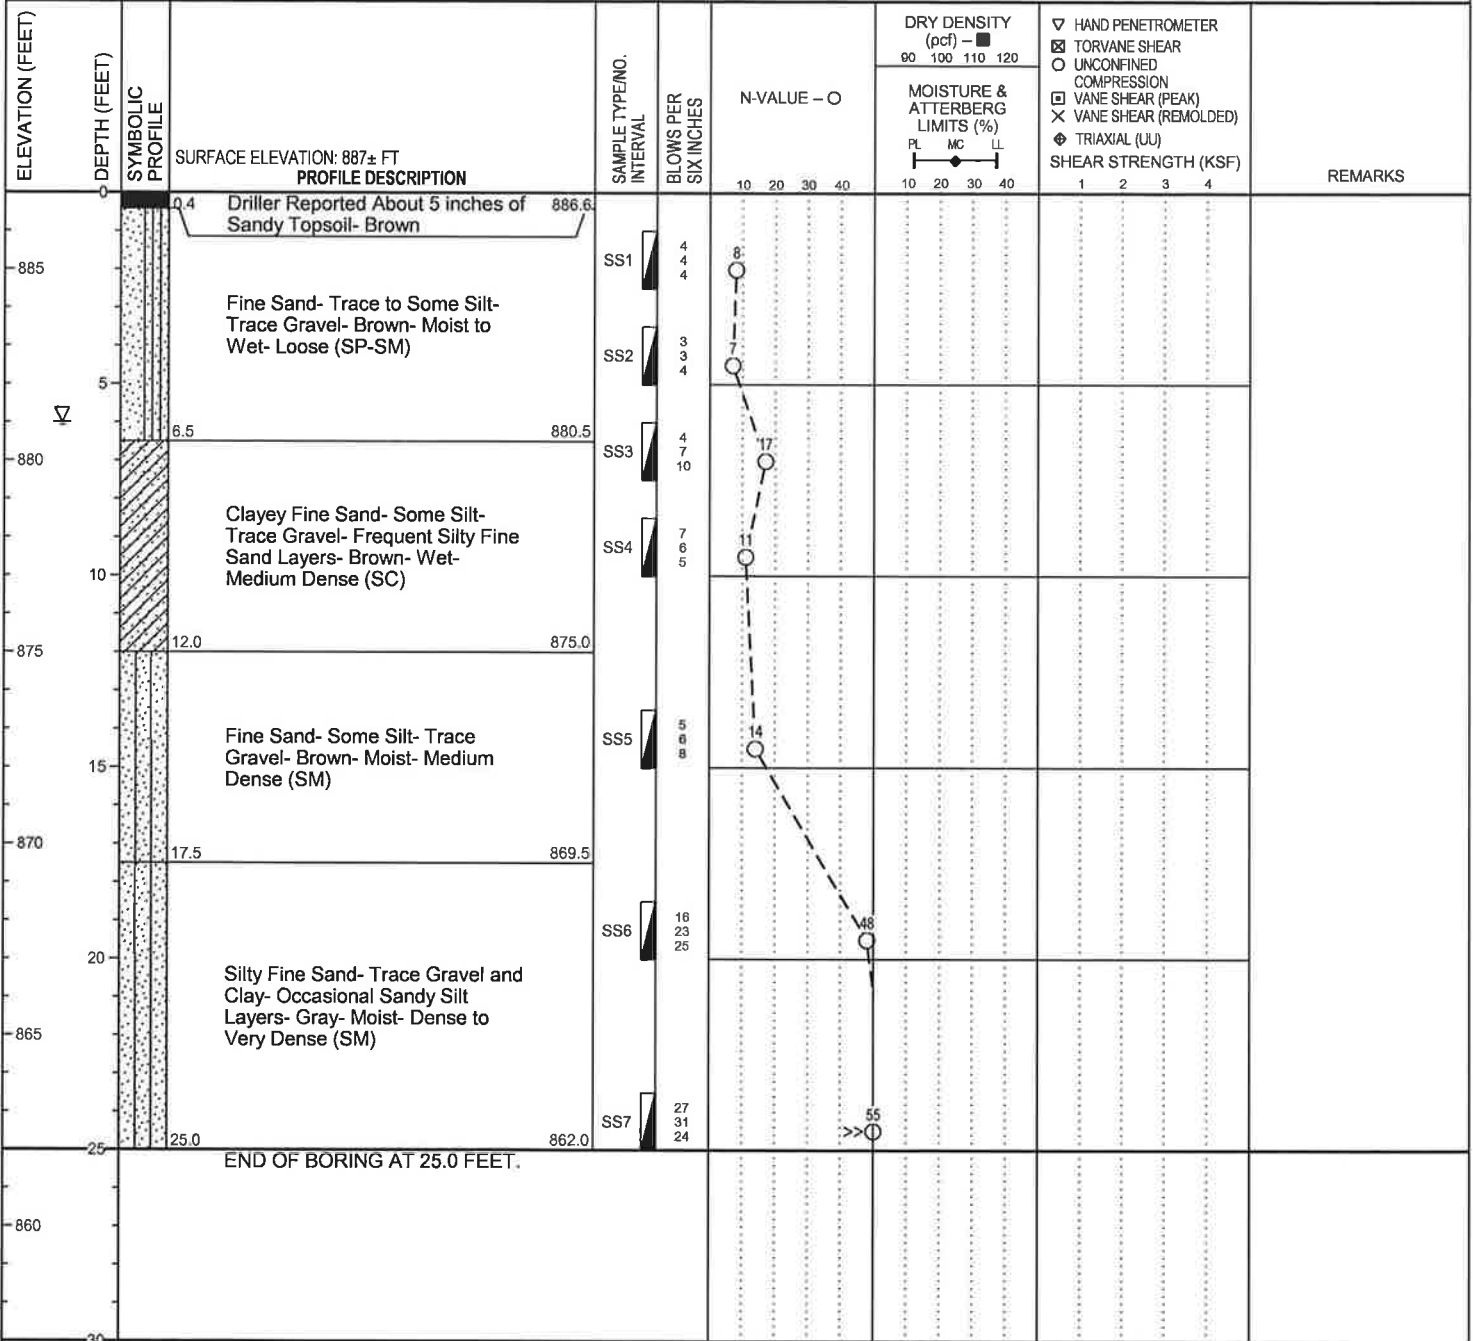 ELEVATION (FEET)
DEPTH (FEET)
SYMBOLIC
PROFILE
SURFACE ELEVATION: 887± FT
PROFILE DESCRIPTION
SAMPLE TYPE/NO.
INTERVAL
BLOWS PER
SIX INCHES
N-VALUE – O
10 20 30 40
DRY DENSITY
(pcf) – ■
90 100 110 120
MOISTURE &
ATTERBERG
LIMITS (%)
PL MC LL
10 20 30 40
▽ HAND PENETROMETER
⊠ TORVANE SHEAR
○ UNCONFINED
COMPRESSION
⊡ VANE SHEAR (PEAK)
✕ VANE SHEAR (REMOLDED)
TRIAXIAL (UU)
SHEAR STRENGTH (KSF)
1 2 3 4
REMARKS
0
0.4 Driller Reported About 5 inches of 886.6
Sandy Topsoil- Brown
SS1
4
4
4
8
885
Fine Sand- Trace to Some Silt-
Trace Gravel- Brown- Moist to
Wet- Loose (SP-SM)
SS2
3
3
4
7
5
6.5 880.5
880
SS3
4
7
10
17
Clayey Fine Sand- Some Silt-
Trace Gravel- Frequent Silty Fine
Sand Layers- Brown- Wet-
Medium Dense (SC)
SS4
7
6
5
11
10
12.0 875.0
875
Fine Sand- Some Silt- Trace
Gravel- Brown- Moist- Medium
Dense (SM)
SS5
5
6
8
14
15
870
17.5 869.5
SS6
16
23
25
48
20
Silty Fine Sand- Trace Gravel and
Clay- Occasional Sandy Silt
Layers- Gray- Moist- Dense to
Very Dense (SM)
865
SS7
27
31
24
55
>>
25
25.0 862.0
END OF BORING AT 25.0 FEET.
860
30